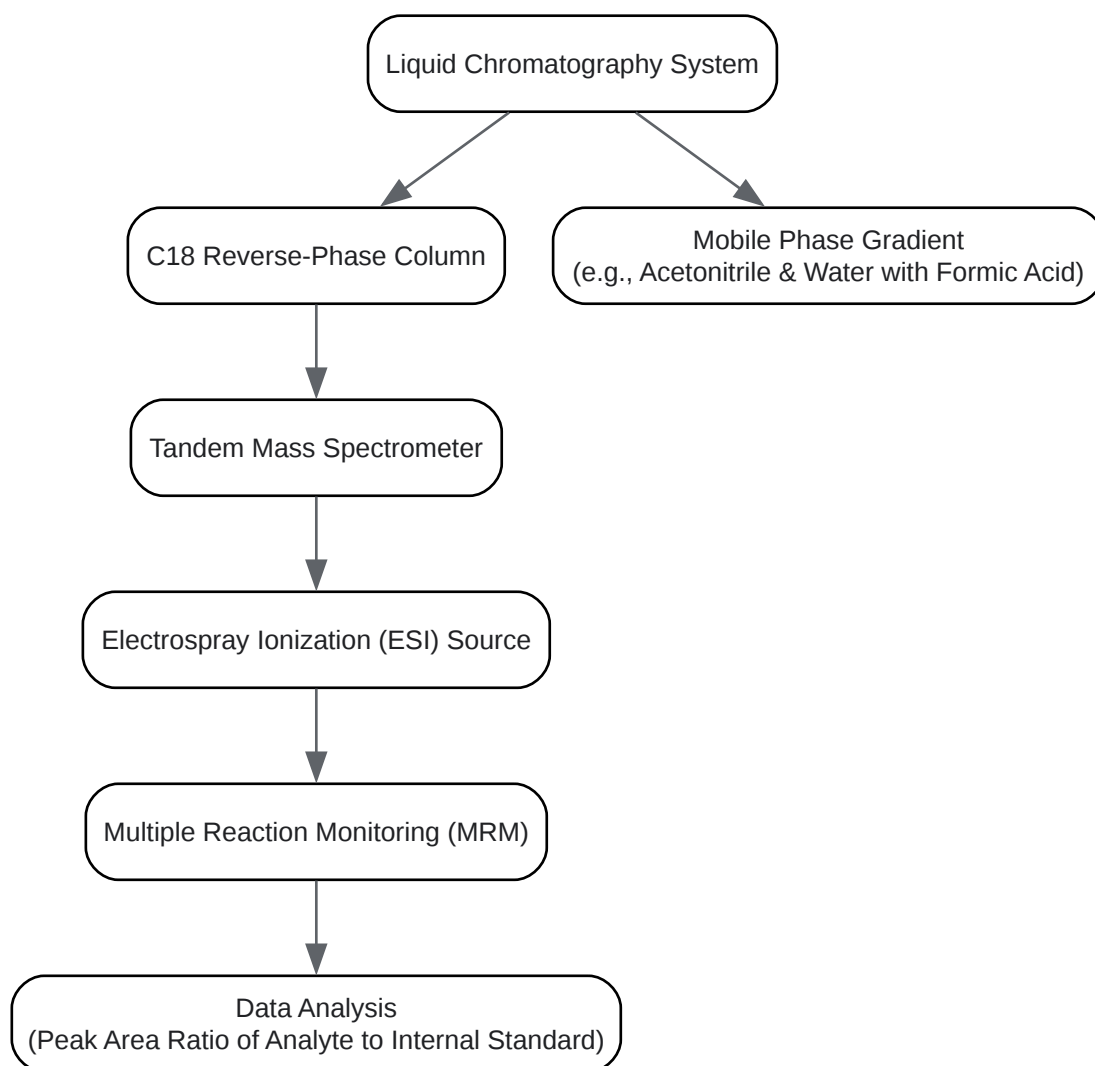 Liquid Chromatography System
C18 Reverse-Phase Column
Mobile Phase Gradient
(e.g., Acetonitrile & Water with Formic Acid)
Tandem Mass Spectrometer
Electrospray Ionization (ESI) Source
Multiple Reaction Monitoring (MRM)
Data Analysis
(Peak Area Ratio of Analyte to Internal Standard)